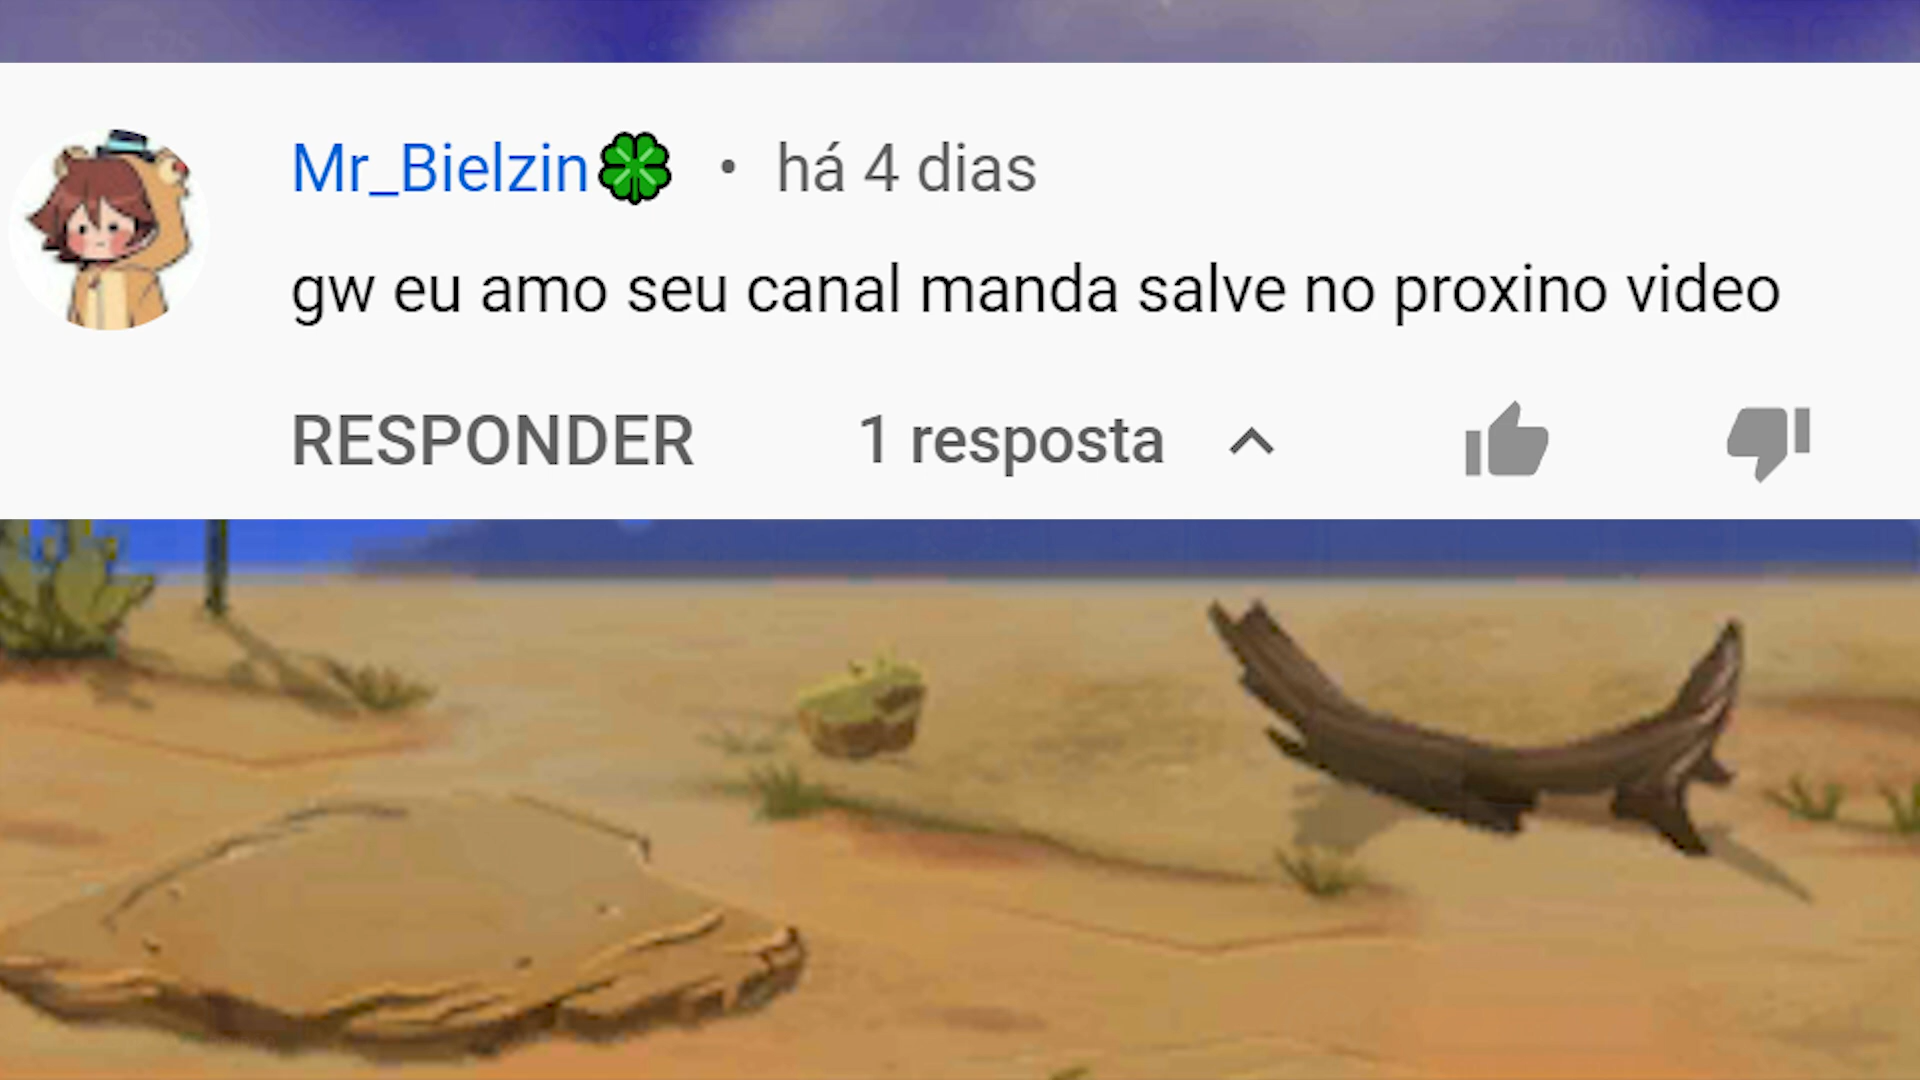 Mr_Bielzin🍀 • há 4 dias
gw eu amo seu canal manda salve no proxino video
RESPONDER 1 resposta